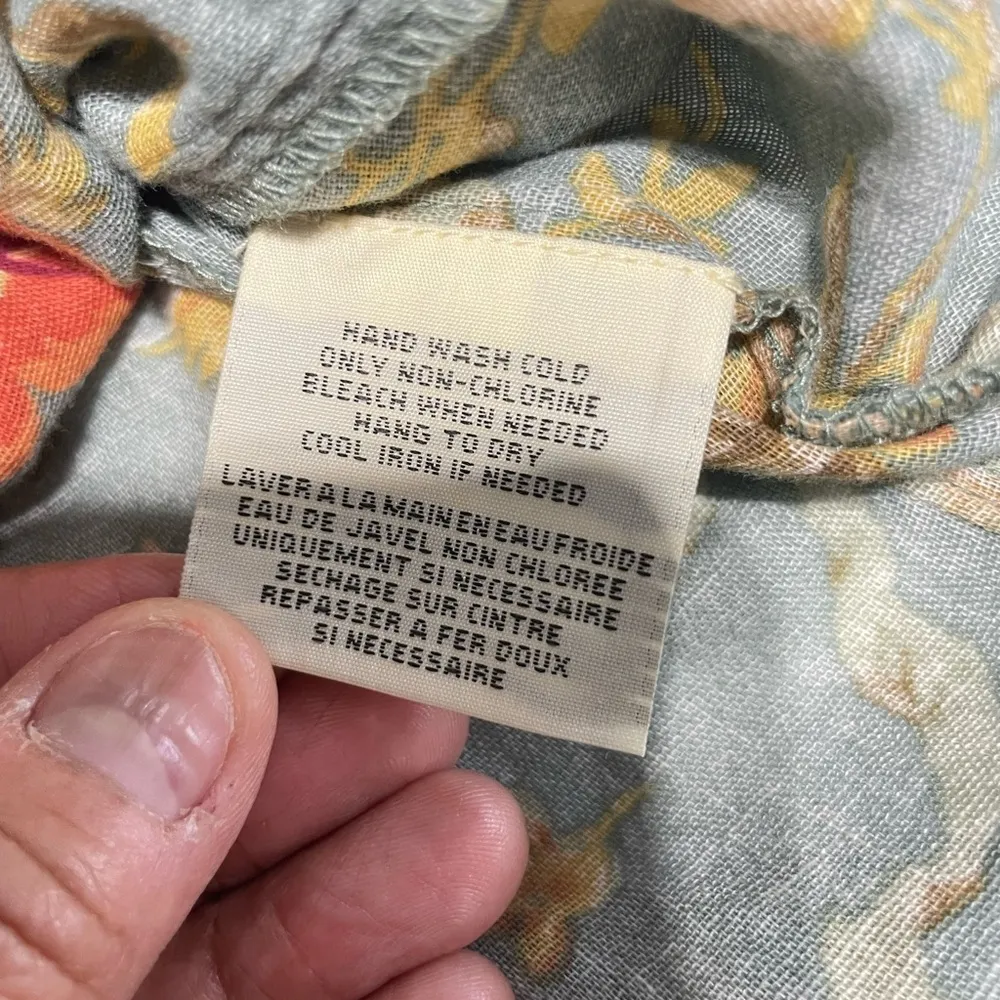 HAND WASH COLD
ONLY NON-CHLORINE
BLEACH WHEN NEEDED
HANG TO DRY
COOL IRON IF NEEDED
LAVER A LA MAIN EN EAU FROIDE
EAU DE JAVEL NON CHLOREE
UNIQUEMENT SI NECESSAIRE
SECHAGE SUR CINTRE
REPASSER A FER DOUX
SI NECESSAIRE